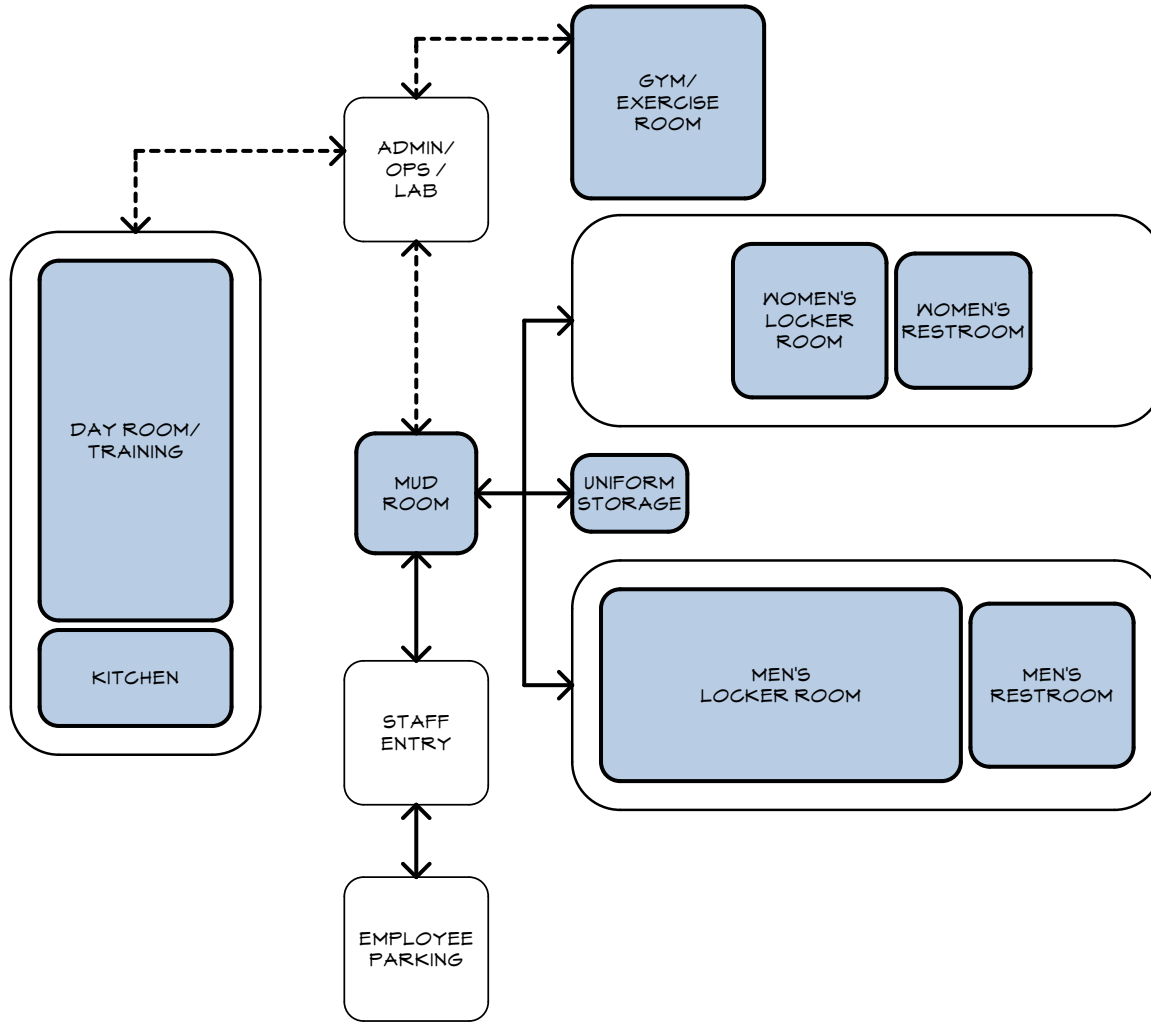 GYM/
EXERCISE
ROOM
ADMIN/
OPS /
LAB
WOMEN'S
LOCKER
ROOM
WOMEN'S
RESTROOM
DAY ROOM/
TRAINING
MUD
ROOM
UNIFORM
STORAGE
KITCHEN
MEN'S
LOCKER ROOM
MEN'S
RESTROOM
STAFF
ENTRY
EMPLOYEE
PARKING